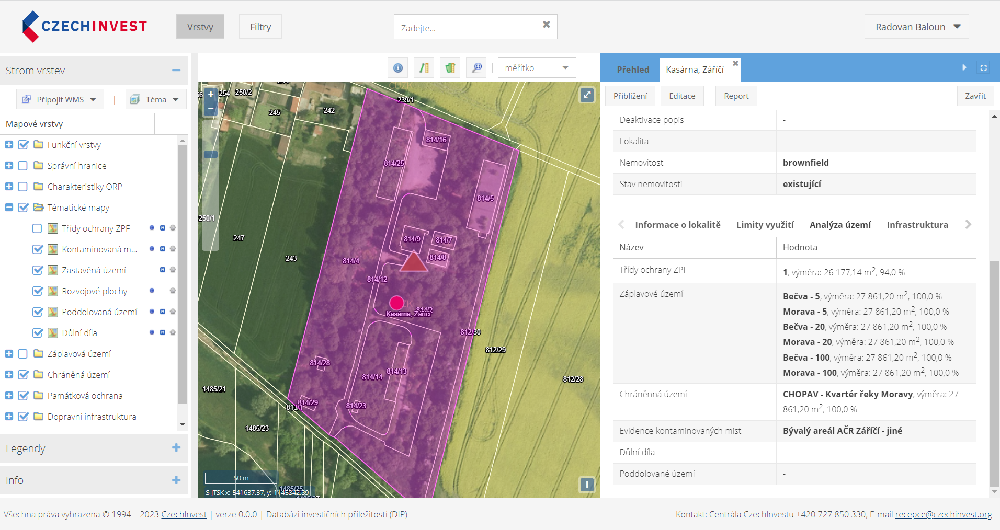 CZECHINVEST
Vrstvy
Filtry
Zadejte...
Radovan Baloun
Strom vrstev
Připojit WMS
Téma
Mapové vrstvy
Funkční vrstvy
Správní hranice
Charakteristiky ORP
Tématické mapy
Třídy ochrany ZPF
Kontaminovaná m...
Zastavěná území
Rozvojové plochy
Poddolovaná území
Důlní díla
Záplavová území
Chráněná území
Památková ochrana
Dopravní infrastruktura
Legendy
Info
měřítko
254
250/2
239/1
245
242
814/16
814/25
814/5
250/1
247
243
814/9
814/7
814/8
814/4
814/12
814/2
Kasárna, Záříčí
812/30
812/29
814/28
814/13
814/14
812/28
1485/21
814/29
813/1
814/23
1485/23
50 m
1485/25
S-JTSK x:-541637.37, y:-1145842.89
Přehled
Kasárna, Záříčí
Přiblížení
Editace
Report
Zavřít
Deaktivace popis -
Lokalita -
Nemovitost brownfield
Stav nemovitosti existující
Informace o lokalitě Limity využití Analýza území Infrastruktura
Název Hodnota
Třídy ochrany ZPF 1, výměra: 26 177,14 m², 94,0 %
Záplavové území Bečva - 5, výměra: 27 861,20 m², 100,0 %
Morava - 5, výměra: 27 861,20 m², 100,0 %
Bečva - 20, výměra: 27 861,20 m², 100,0 %
Morava - 20, výměra: 27 861,20 m², 100,0 %
Bečva - 100, výměra: 27 861,20 m², 100,0 %
Morava - 100, výměra: 27 861,20 m², 100,0 %
Chráněnná území CHOPAV - Kvartér řeky Moravy, výměra: 27
861,20 m², 100,0 %
Evidence kontaminovaných mist Bývalý areál AČR Záříčí - jiné
Důlní díla -
Poddolované území -
Všechna práva vyhrazena © 1994 – 2023 CzechInvest | verze 0.0.0 | Databází investičních příležitostí (DIP)
Kontakt: Centrála CzechInvestu +420 727 850 330, E-mail recepce@czechinvest.org